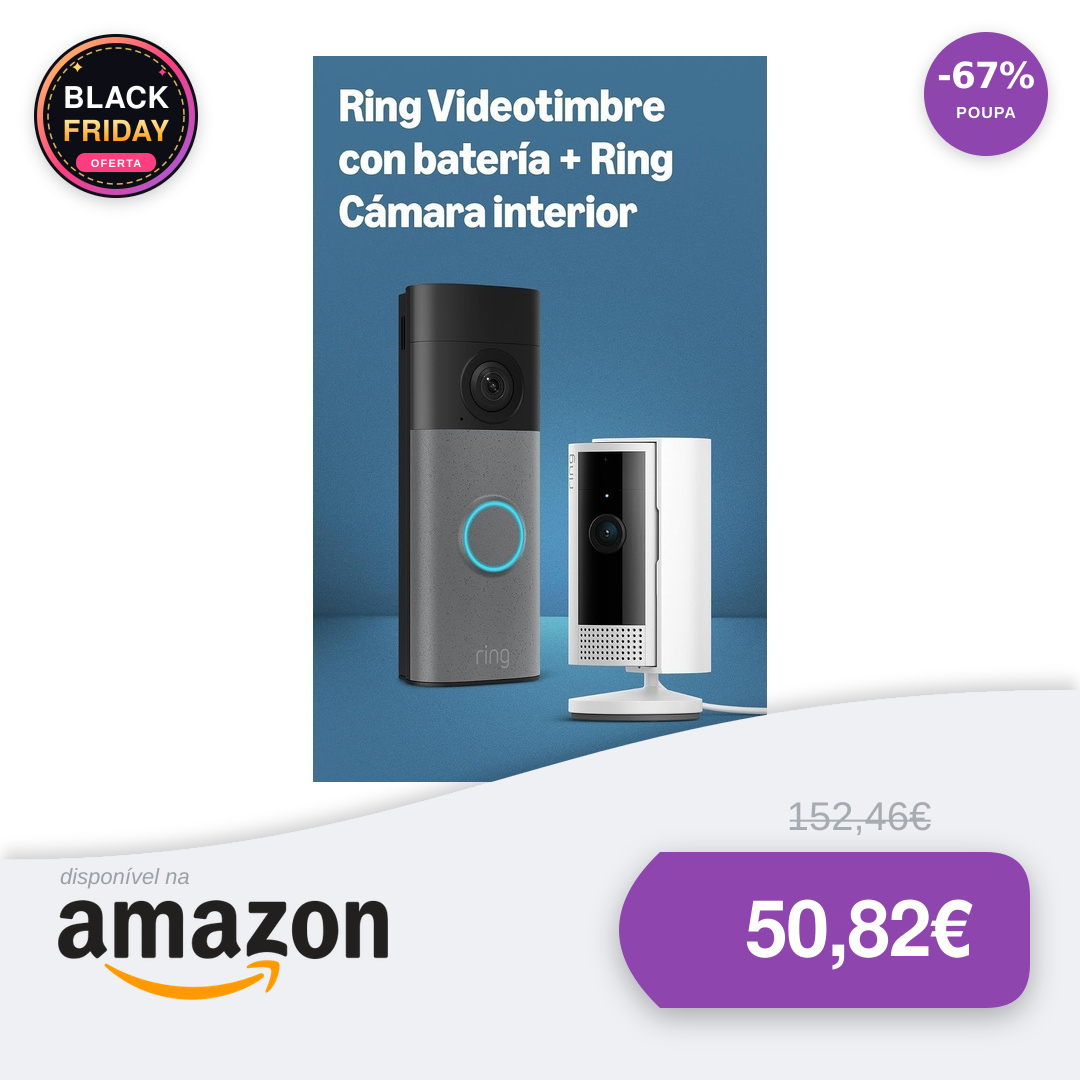 BLACK
FRIDAY
OFERTA
-67%
POUPA
Ring Videotimbre
con batería + Ring
Cámara interior
ring
ring
152,46€
disponível na
amazon
50,82€